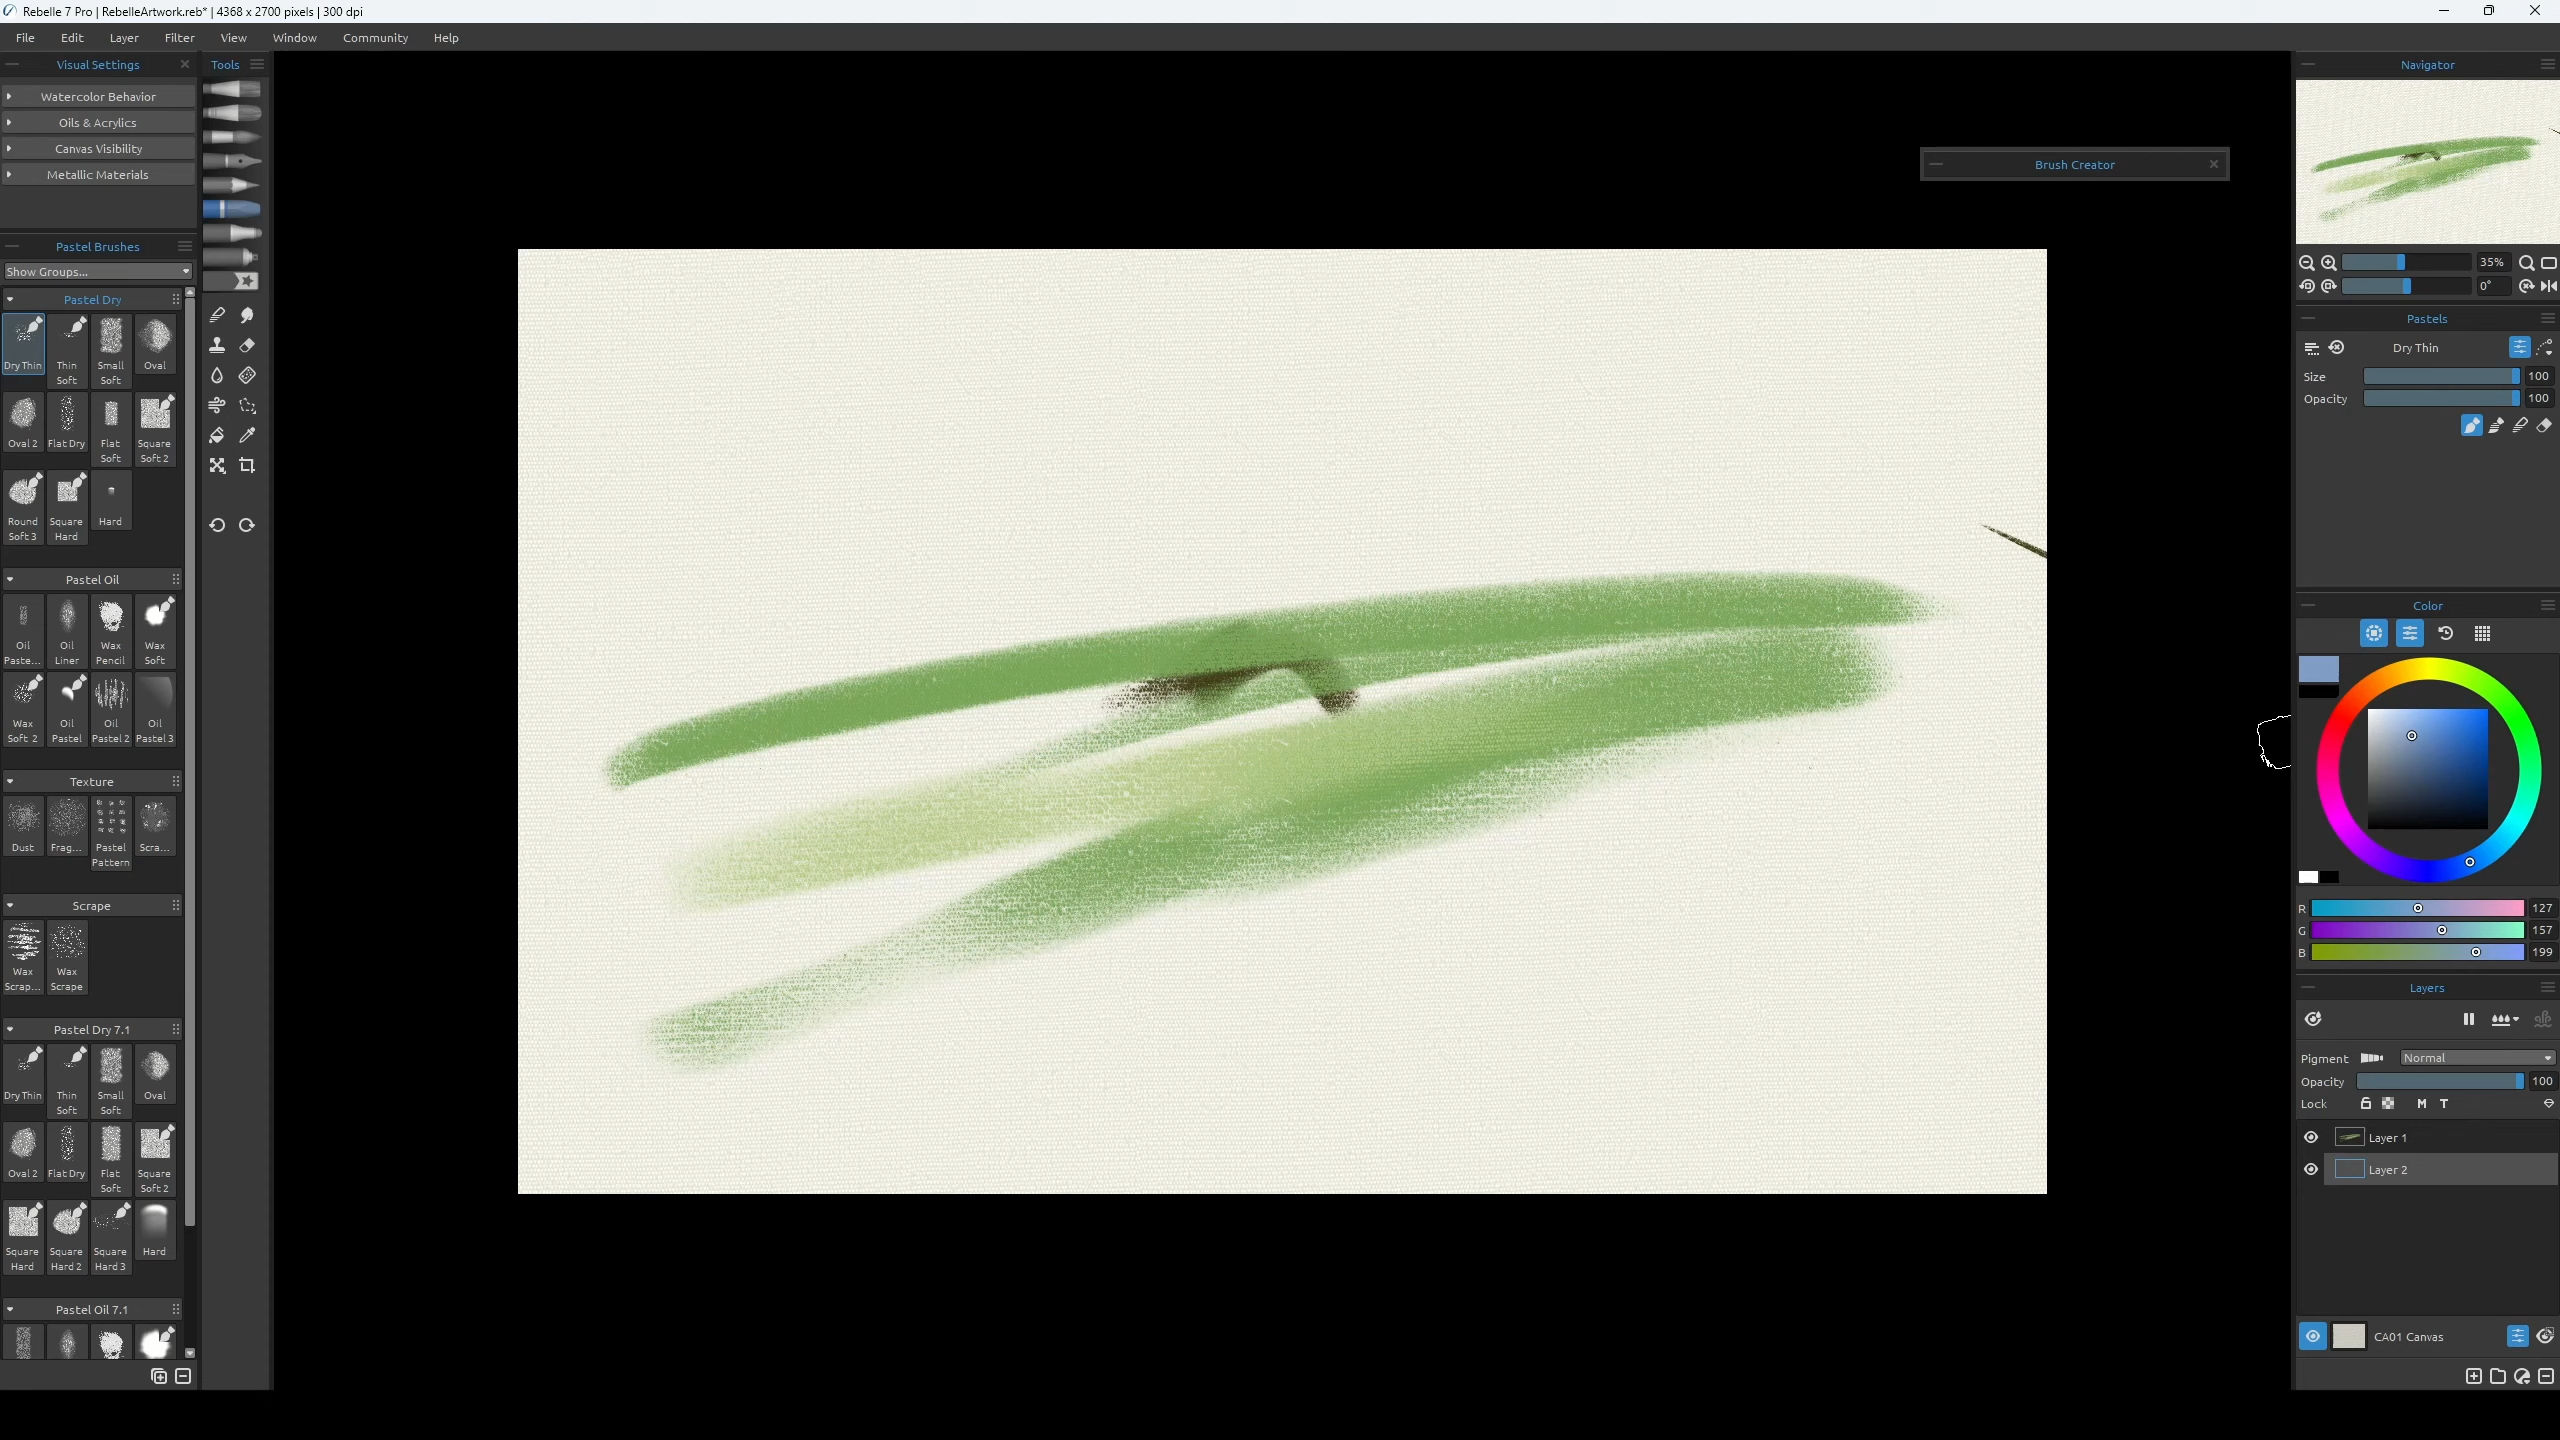 Rebelle 7 Pro | RebelleArtwork.reb* | 4368 x 2700 pixels | 300 dpi
File Edit Layer Filter View Window Community Help
Visual Settings
Watercolor Behavior
Oils & Acrylics
Canvas Visibility
Metallic Materials
Pastel Brushes
Show Groups...
Pastel Dry
Dry Thin
Thin Soft
Small Soft
Oval
Oval 2
Flat Dry
Flat Soft
Square Soft 2
Round Soft 3
Square Hard
Hard
Pastel Oil
Oil Paste...
Oil Liner
Wax Pencil
Wax Soft
Wax Soft 2
Oil Pastel
Oil Pastel 2
Oil Pastel 3
Texture
Dust
Frag...
Pastel Pattern
Scra...
Scrape
Wax Scrap...
Wax Scrape
Pastel Dry 7.1
Dry Thin
Thin Soft
Small Soft
Oval
Oval 2
Flat Dry
Flat Soft
Square Soft 2
Square Hard
Square Hard 2
Square Hard 3
Hard
Pastel Oil 7.1
Tools
Brush Creator
Navigator
35%
0°
Pastels
Dry Thin
Size 100
Opacity 100
Color
R 127
G 157
B 199
Layers
Pigment Normal
Opacity 100
Lock M T
Layer 1
Layer 2
CA01 Canvas